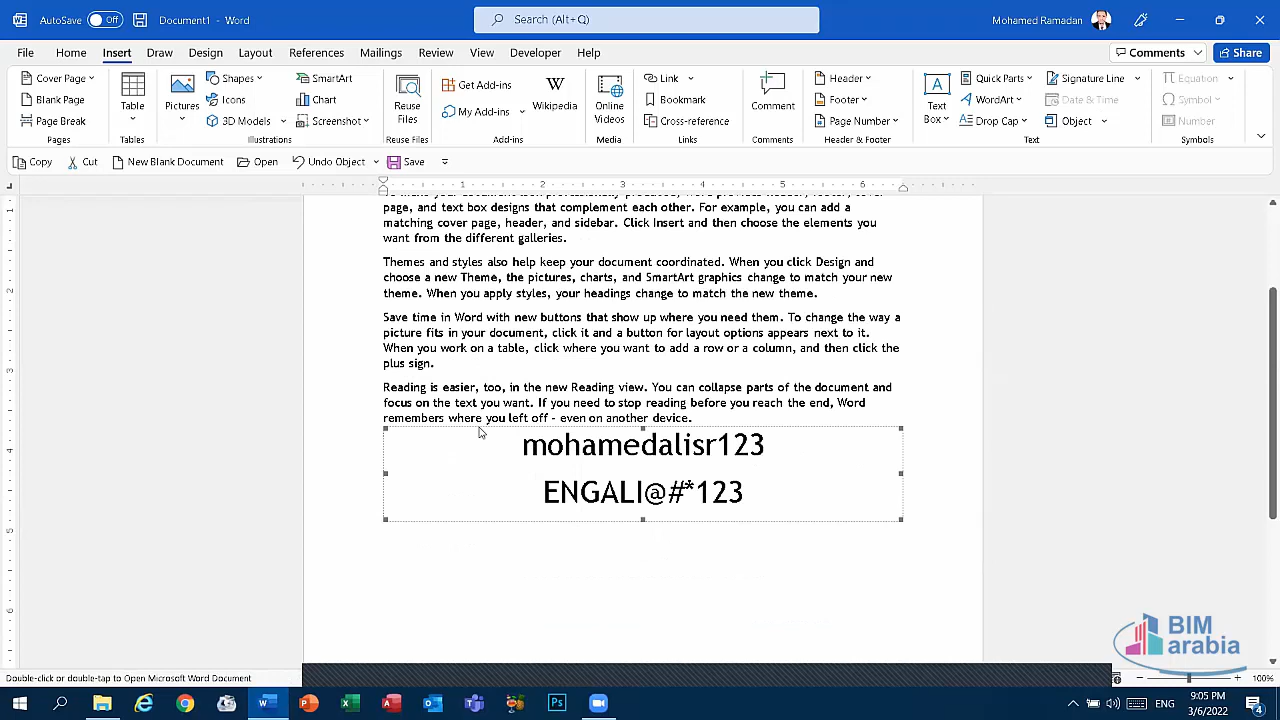 AutoSave Off Document1 - Word Search (Alt+Q) Mohamed Ramadan
File Home Insert Draw Design Layout References Mailings Review View Developer Help Comments Share
Cover Page Shapes SmartArt Get Add-ins Link Header Quick Parts Signature Line Equation
Blank Page Icons Chart My Add-ins Bookmark Footer WordArt Date & Time Symbol
Page Break Table Pictures 3D Models Screenshot Reuse Files Wikipedia Online Videos Cross-reference Comment Page Number Text Box Drop Cap Object Number
Pages Tables Illustrations Reuse Files Add-ins Media Links Comments Header & Footer Text Symbols
Copy Cut New Blank Document Open Undo Object Save
1 2 3 4 5 6
page, and text box designs that complement each other. For example, you can add a
matching cover page, header, and sidebar. Click Insert and then choose the elements you
want from the different galleries.
Themes and styles also help keep your document coordinated. When you click Design and
choose a new Theme, the pictures, charts, and SmartArt graphics change to match your new
theme. When you apply styles, your headings change to match the new theme.
Save time in Word with new buttons that show up where you need them. To change the way a
picture fits in your document, click it and a button for layout options appears next to it.
When you work on a table, click where you want to add a row or a column, and then click the
plus sign.
Reading is easier, too, in the new Reading view. You can collapse parts of the document and
focus on the text you want. If you need to stop reading before you reach the end, Word
remembers where you left off - even on another device.
mohamedalisr123
ENGALI@#*123
BIM
arabia
Double-click or double-tap to Open Microsoft Word Document 100%
ENG 9:05 PM
3/6/2022